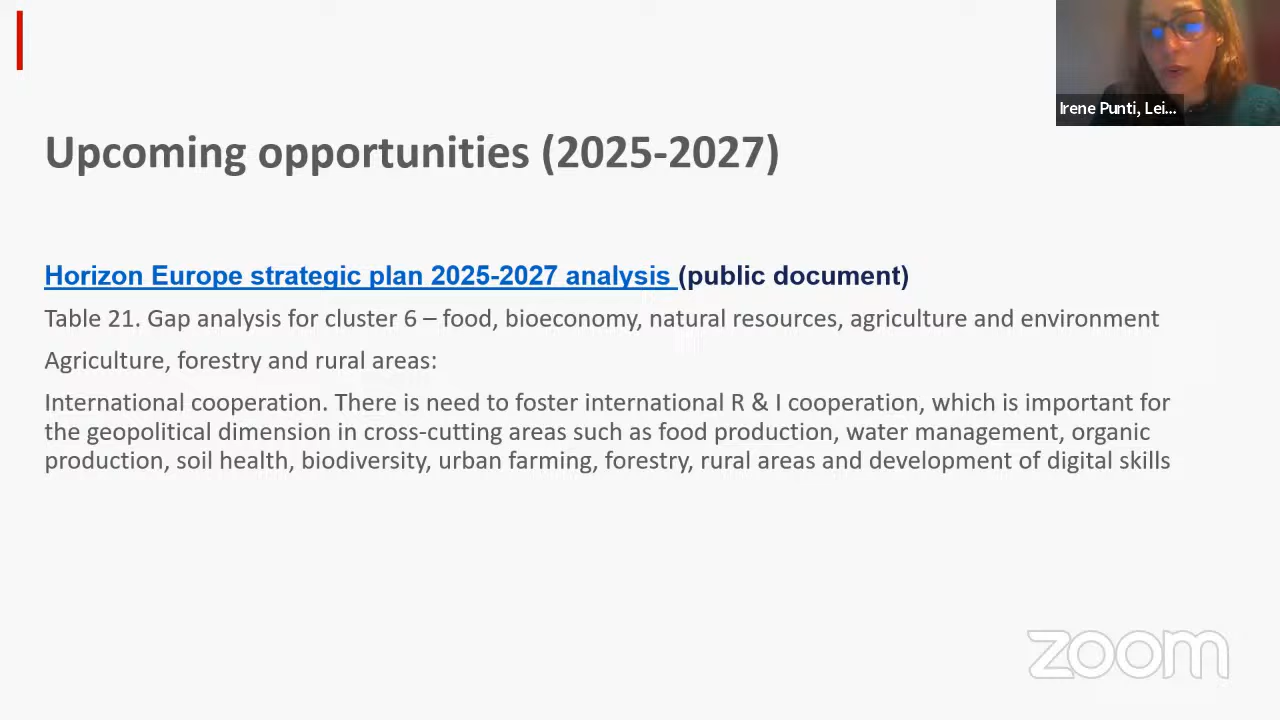 Irene Punti, Lei...
Upcoming opportunities (2025-2027)
Horizon Europe strategic plan 2025-2027 analysis (public document)
Table 21. Gap analysis for cluster 6 – food, bioeconomy, natural resources, agriculture and environment
Agriculture, forestry and rural areas:
International cooperation. There is need to foster international R & I cooperation, which is important for
the geopolitical dimension in cross-cutting areas such as food production, water management, organic
production, soil health, biodiversity, urban farming, forestry, rural areas and development of digital skills
zoom